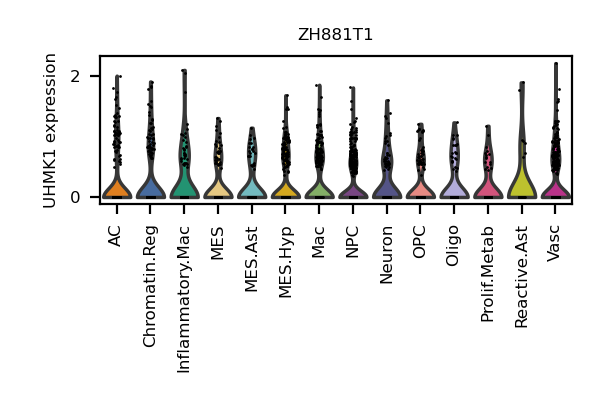 ZH881T1
UHMK1 expression
2
0
AC
Chromatin.Reg
Inflammatory.Mac
MES
MES.Ast
MES.Hyp
Mac
NPC
Neuron
OPC
Oligo
Prolif.Metab
Reactive.Ast
Vasc